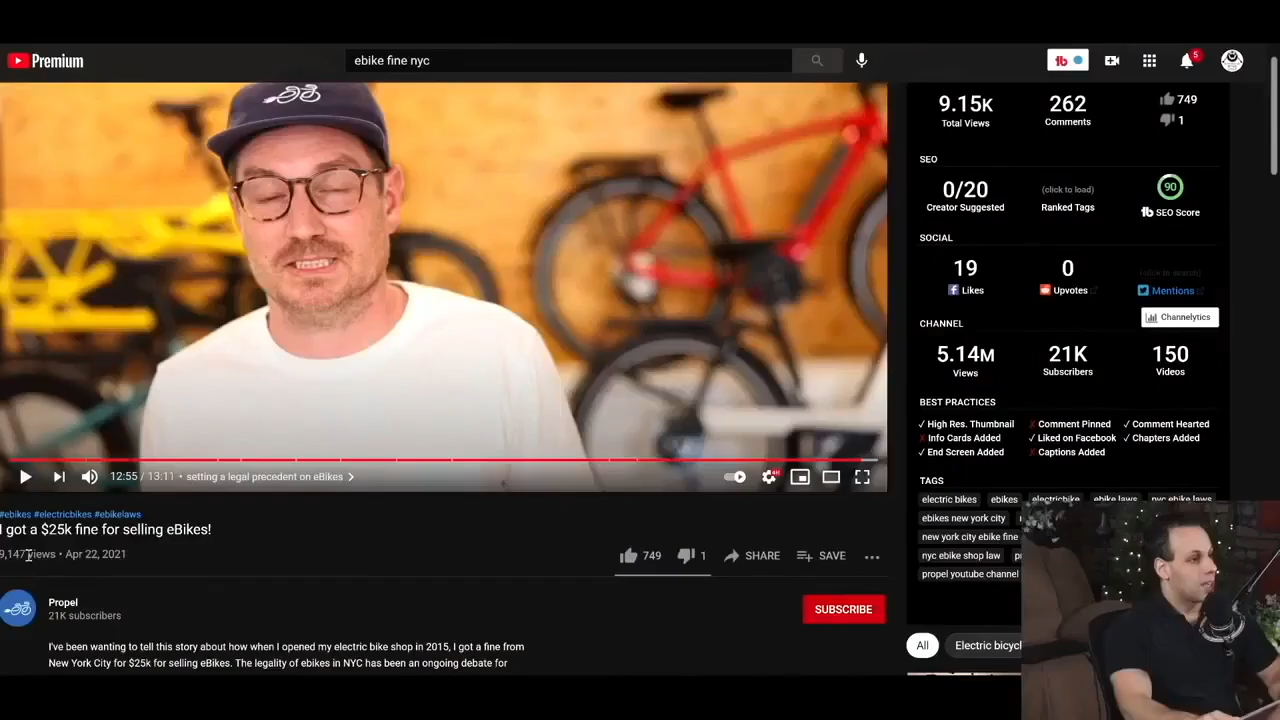 Premium
ebike fine nyc
5
12:55 / 13:11 • setting a legal precedent on eBikes
#ebikes #electricbikes #ebikelaws
I got a $25k fine for selling eBikes!
9,147 views • Apr 22, 2021
749
1
SHARE
SAVE
Propel
21K subscribers
SUBSCRIBE
I've been wanting to tell this story about how when I opened my electric bike shop in 2015, I got a fine from
New York City for $25k for selling eBikes. The legality of ebikes in NYC has been an ongoing debate for
9.15K
Total Views
262
Comments
749
1
SEO
0/20
Creator Suggested
(click to load)
Ranked Tags
90
tb SEO Score
SOCIAL
19
Likes
0
Upvotes
(click to search)
Mentions
CHANNEL
Channelytics
5.14M
Views
21K
Subscribers
150
Videos
BEST PRACTICES
✓ High Res. Thumbnail
✗ Comment Pinned
✓ Comment Hearted
✗ Info Cards Added
✓ Liked on Facebook
✓ Chapters Added
✓ End Screen Added
✗ Captions Added
TAGS
electric bikes
ebikes
electricbike
ebike laws
nyc ebike laws
ebikes new york city
new york city ebike fine
nyc ebike shop law
propel youtube channel
All
Electric bicycl